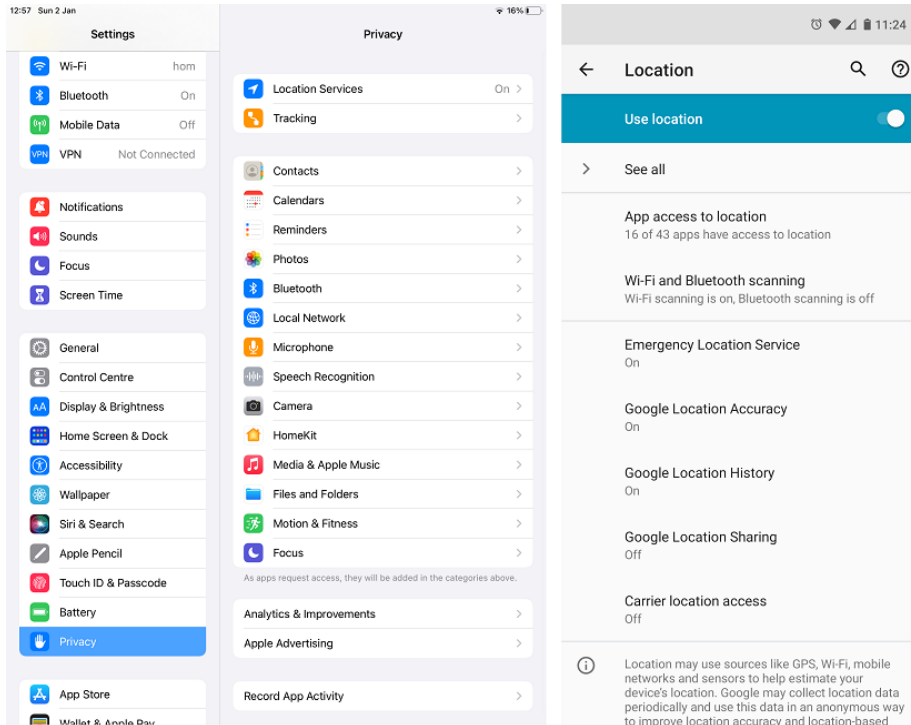 12:57 Sun 2 Jan
16%
Settings
Wi-Fi hom
Bluetooth On
Mobile Data Off
VPN VPN Not Connected
Notifications
Sounds
Focus
Screen Time
General
Control Centre
AA Display & Brightness
Home Screen & Dock
Accessibility
Wallpaper
Siri & Search
Apple Pencil
Touch ID & Passcode
Battery
Privacy
App Store
Wallet & Apple Pay
Privacy
Location Services On
Tracking
Contacts
Calendars
Reminders
Photos
Bluetooth
Local Network
Microphone
Speech Recognition
Camera
HomeKit
Media & Apple Music
Files and Folders
Motion & Fitness
Focus
As apps request access, they will be added in the categories above.
Analytics & Improvements
Apple Advertising
Record App Activity
11:24
Location
Use location
See all
App access to location
16 of 43 apps have access to location
Wi-Fi and Bluetooth scanning
Wi-Fi scanning is on, Bluetooth scanning is off
Emergency Location Service
On
Google Location Accuracy
On
Google Location History
On
Google Location Sharing
Off
Carrier location access
Off
Location may use sources like GPS, Wi-Fi, mobile
networks and sensors to help estimate your
device's location. Google may collect location data
periodically and use this data in an anonymous way
to improve location accuracy and location-based